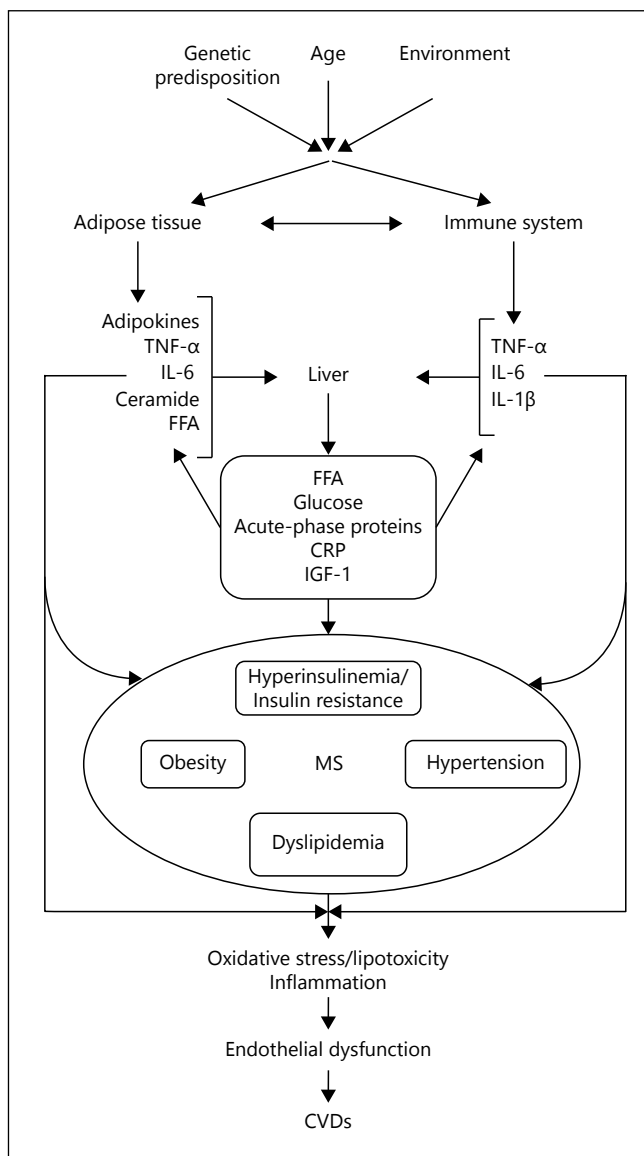 Genetic predisposition
Age
Environment
Adipose tissue
Immune system
Adipokines
TNF-α
IL-6
Ceramide
FFA
Liver
TNF-α
IL-6
IL-1β
FFA
Glucose
Acute-phase proteins
CRP
IGF-1
Hyperinsulinemia/
Insulin resistance
Obesity
MS
Hypertension
Dyslipidemia
Oxidative stress/lipotoxicity
Inflammation
Endothelial dysfunction
CVDs